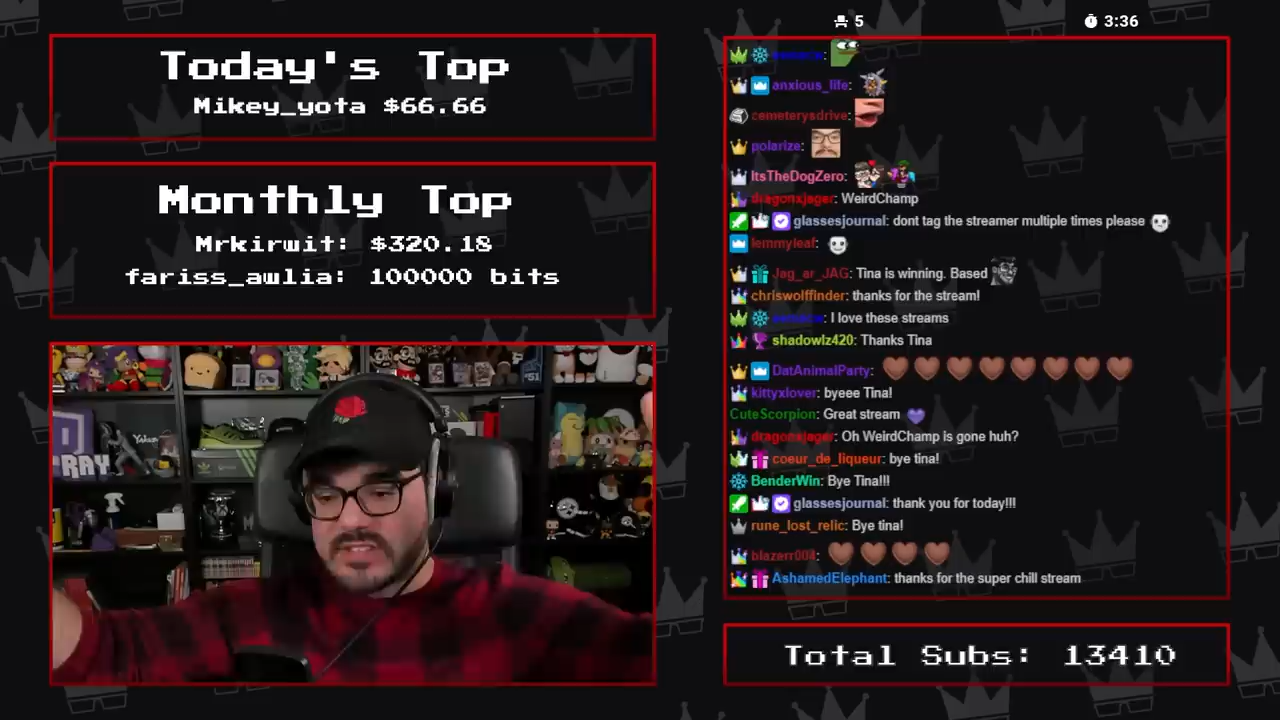 5
3:36
Today's Top
Mikey_yota $66.66
Monthly Top
Mrkirwit: $320.18
fariss_awlia: 100000 bits
anxious_life:
cemeterysdrive:
polarize:
ItsTheDogZero:
dragonxjager: WeirdChamp
glassesjournal: dont tag the streamer multiple times please
lemmyleaf:
Jag_ar_JAG: Tina is winning. Based
chriswolffinder: thanks for the stream!
: I love these streams
shadowlz420: Thanks Tina
DatAnimalParty:
kittyxlover: byeee Tina!
CuteScorpion: Great stream
dragonxjager: Oh WeirdChamp is gone huh?
coeur_de_liqueur: bye tina!
BenderWin: Bye Tina!!!
glassesjournal: thank you for today!!!
rune_lost_relic: Bye tina!
blazerr004:
AshamedElephant: thanks for the super chill stream
Total Subs: 13410
RAY
Yakuza